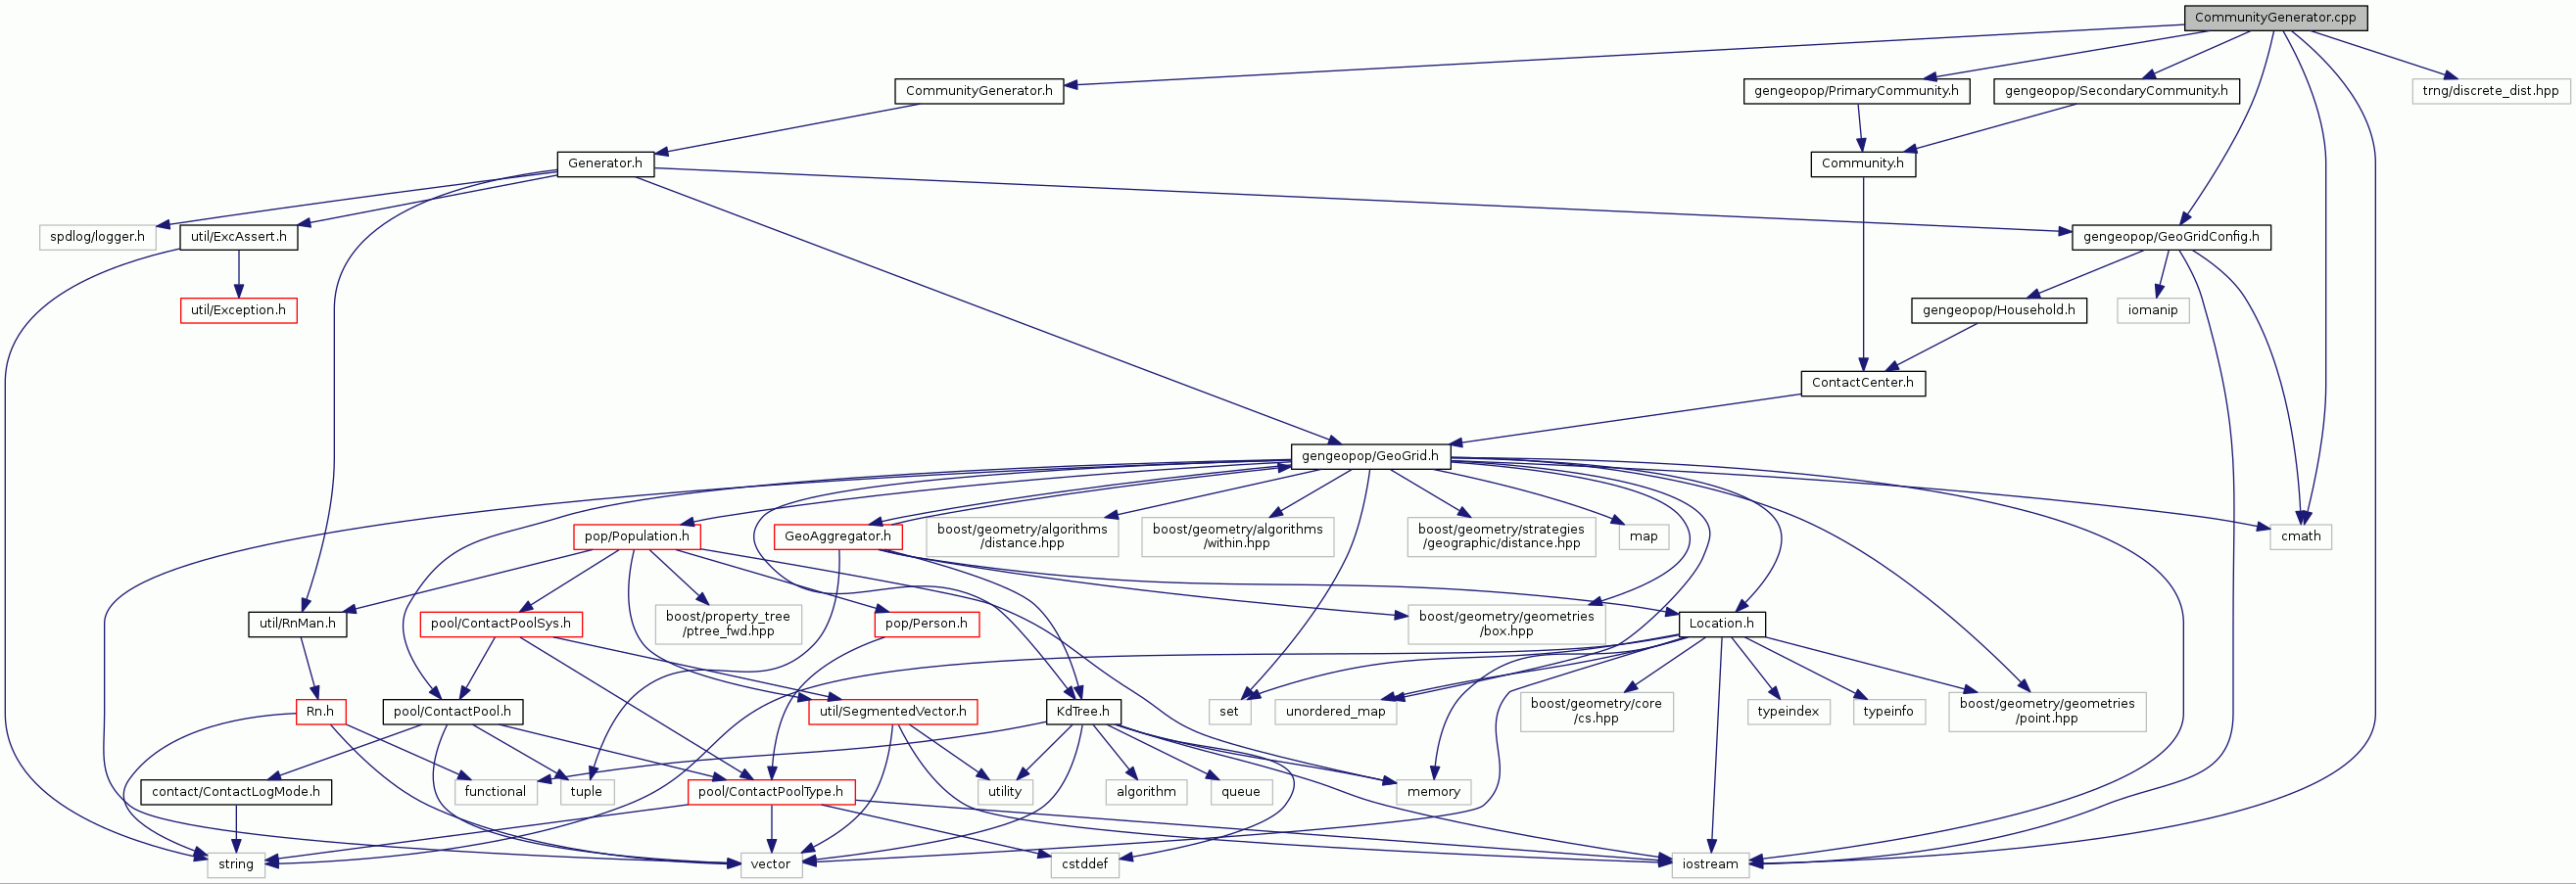 CommunityGenerator.cpp
CommunityGenerator.h
gengeopop/PrimaryCommunity.h
gengeopop/SecondaryCommunity.h
trng/discrete_dist.hpp
Generator.h
Community.h
spdlog/logger.h
util/ExcAssert.h
gengeopop/GeoGridConfig.h
util/Exception.h
gengeopop/Household.h
iomanip
ContactCenter.h
gengeopop/GeoGrid.h
pop/Population.h
GeoAggregator.h
boost/geometry/algorithms
/distance.hpp
boost/geometry/algorithms
/within.hpp
boost/geometry/strategies
/geographic/distance.hpp
map
cmath
util/RnMan.h
pool/ContactPoolSys.h
boost/property_tree
/ptree_fwd.hpp
pop/Person.h
boost/geometry/geometries
/box.hpp
Location.h
Rn.h
pool/ContactPool.h
util/SegmentedVector.h
KdTree.h
set
unordered_map
boost/geometry/core
/cs.hpp
typeindex
typeinfo
boost/geometry/geometries
/point.hpp
contact/ContactLogMode.h
functional
tuple
pool/ContactPoolType.h
utility
algorithm
queue
memory
string
vector
cstddef
iostream